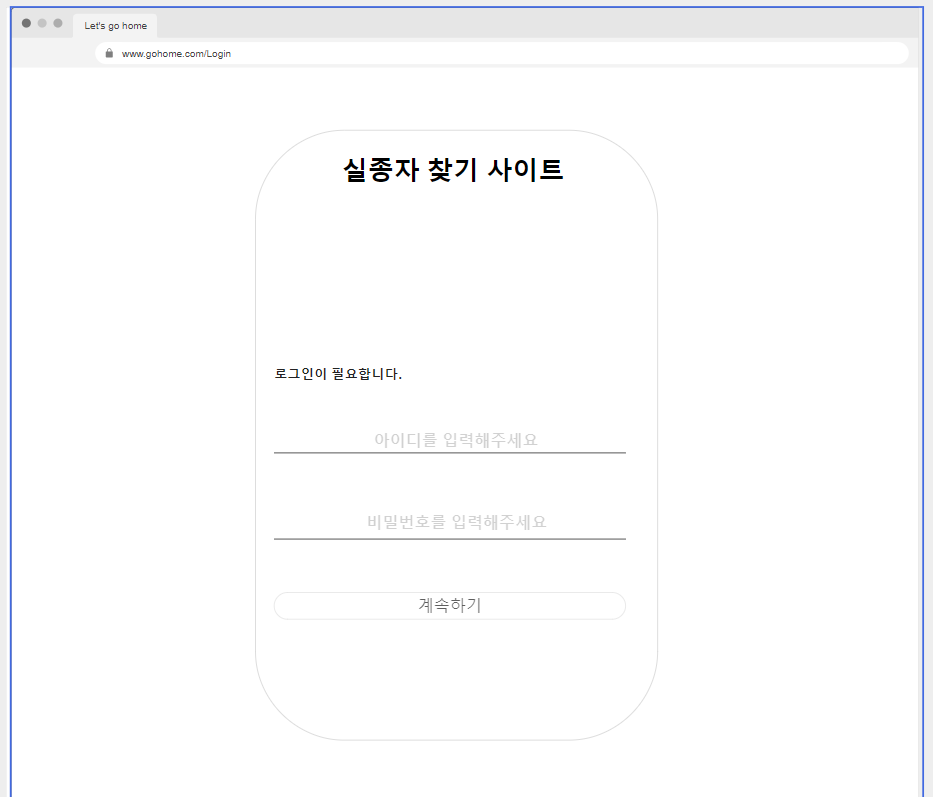 Let's go home
www.gohome.com/Login
실종자 찾기 사이트
로그인이 필요합니다.
아이디를 입력해주세요
비밀번호를 입력해주세요
계속하기